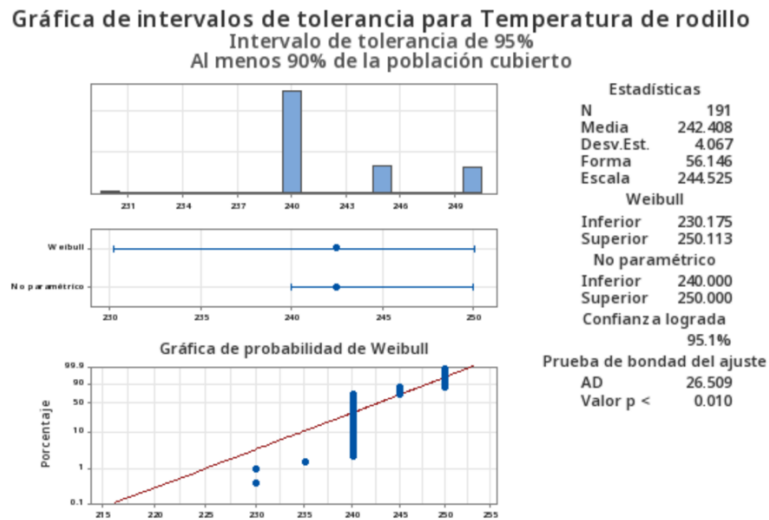 Gráfica de intervalos de tolerancia para Temperatura de rodillo
Intervalo de tolerancia de 95%
Al menos 90% de la población cubierto
231 234 237 240 243 246 249
Weibull
No paramétrico
230 235 240 245 250
Gráfica de probabilidad de Weibull
Porcentaje
99.9
90
50
10
1
0.1
215 220 225 230 235 240 245 250 255
Estadísticas
N 191
Media 242.408
Desv.Est. 4.067
Forma 56.146
Escala 244.525
Weibull
Inferior 230.175
Superior 250.113
No paramétrico
Inferior 240.000
Superior 250.000
Confianza lograda
95.1%
Prueba de bondad del ajuste
AD 26.509
Valor p < 0.010